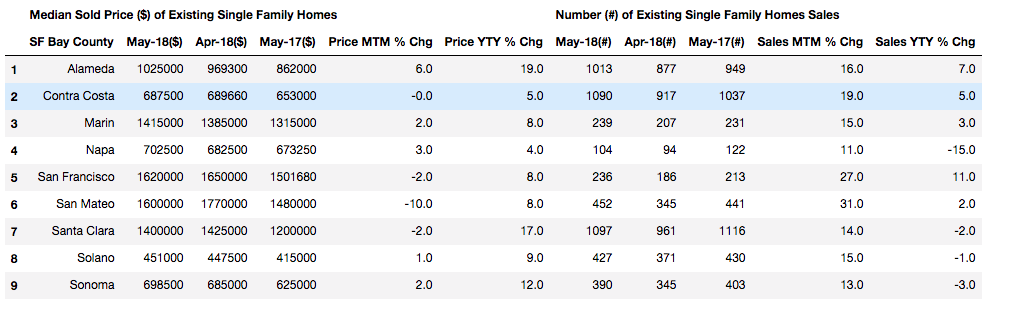 Median Sold Price ($) of Existing Single Family Homes Number (#) of Existing Single Family Homes Sales
SF Bay County May-18($) Apr-18($) May-17($) Price MTM % Chg Price YTY % Chg May-18(#) Apr-18(#) May-17(#) Sales MTM % Chg Sales YTY % Chg
1 Alameda 1025000 969300 862000 6.0 19.0 1013 877 949 16.0 7.0
2 Contra Costa 687500 689660 653000 -0.0 5.0 1090 917 1037 19.0 5.0
3 Marin 1415000 1385000 1315000 2.0 8.0 239 207 231 15.0 3.0
4 Napa 702500 682500 673250 3.0 4.0 104 94 122 11.0 -15.0
5 San Francisco 1620000 1650000 1501680 -2.0 8.0 236 186 213 27.0 11.0
6 San Mateo 1600000 1770000 1480000 -10.0 8.0 452 345 441 31.0 2.0
7 Santa Clara 1400000 1425000 1200000 -2.0 17.0 1097 961 1116 14.0 -2.0
8 Solano 451000 447500 415000 1.0 9.0 427 371 430 15.0 -1.0
9 Sonoma 698500 685000 625000 2.0 12.0 390 345 403 13.0 -3.0